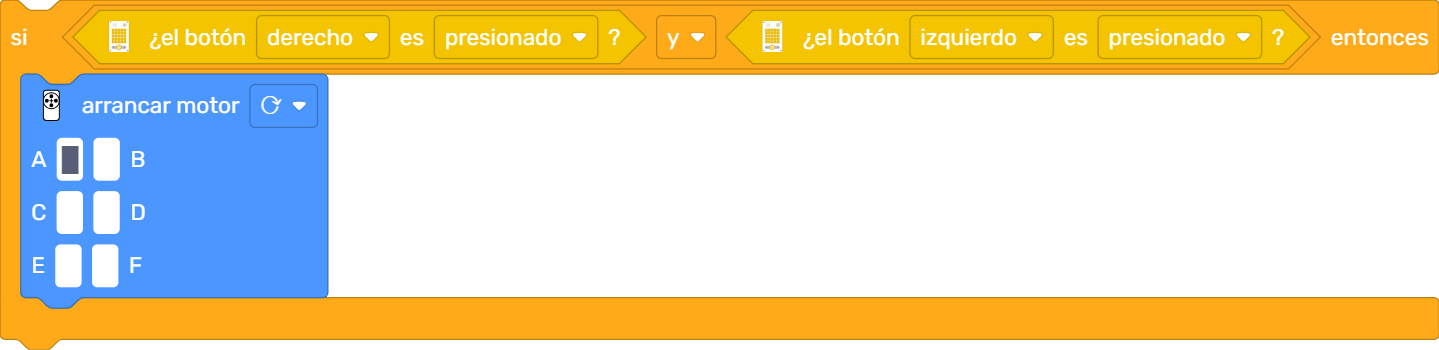 si ¿el botón derecho es presionado ? y ¿el botón izquierdo es presionado ? entonces
arrancar motor
A B
C D
E F